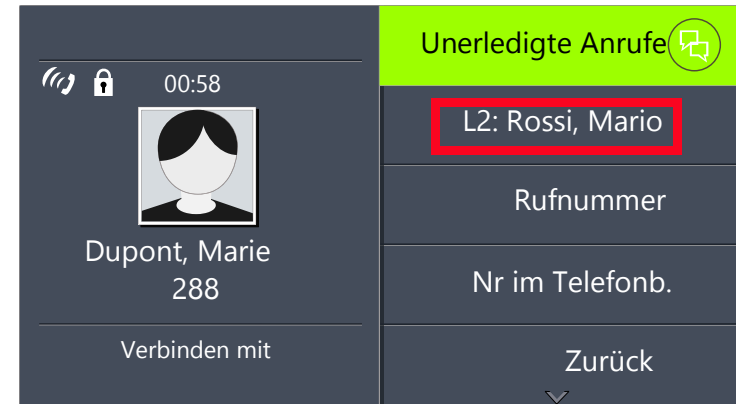 00:58
Dupont, Marie
288
Verbinden mit
Unerledigte Anrufe
L2: Rossi, Mario
Rufnummer
Nr im Telefonb.
Zurück